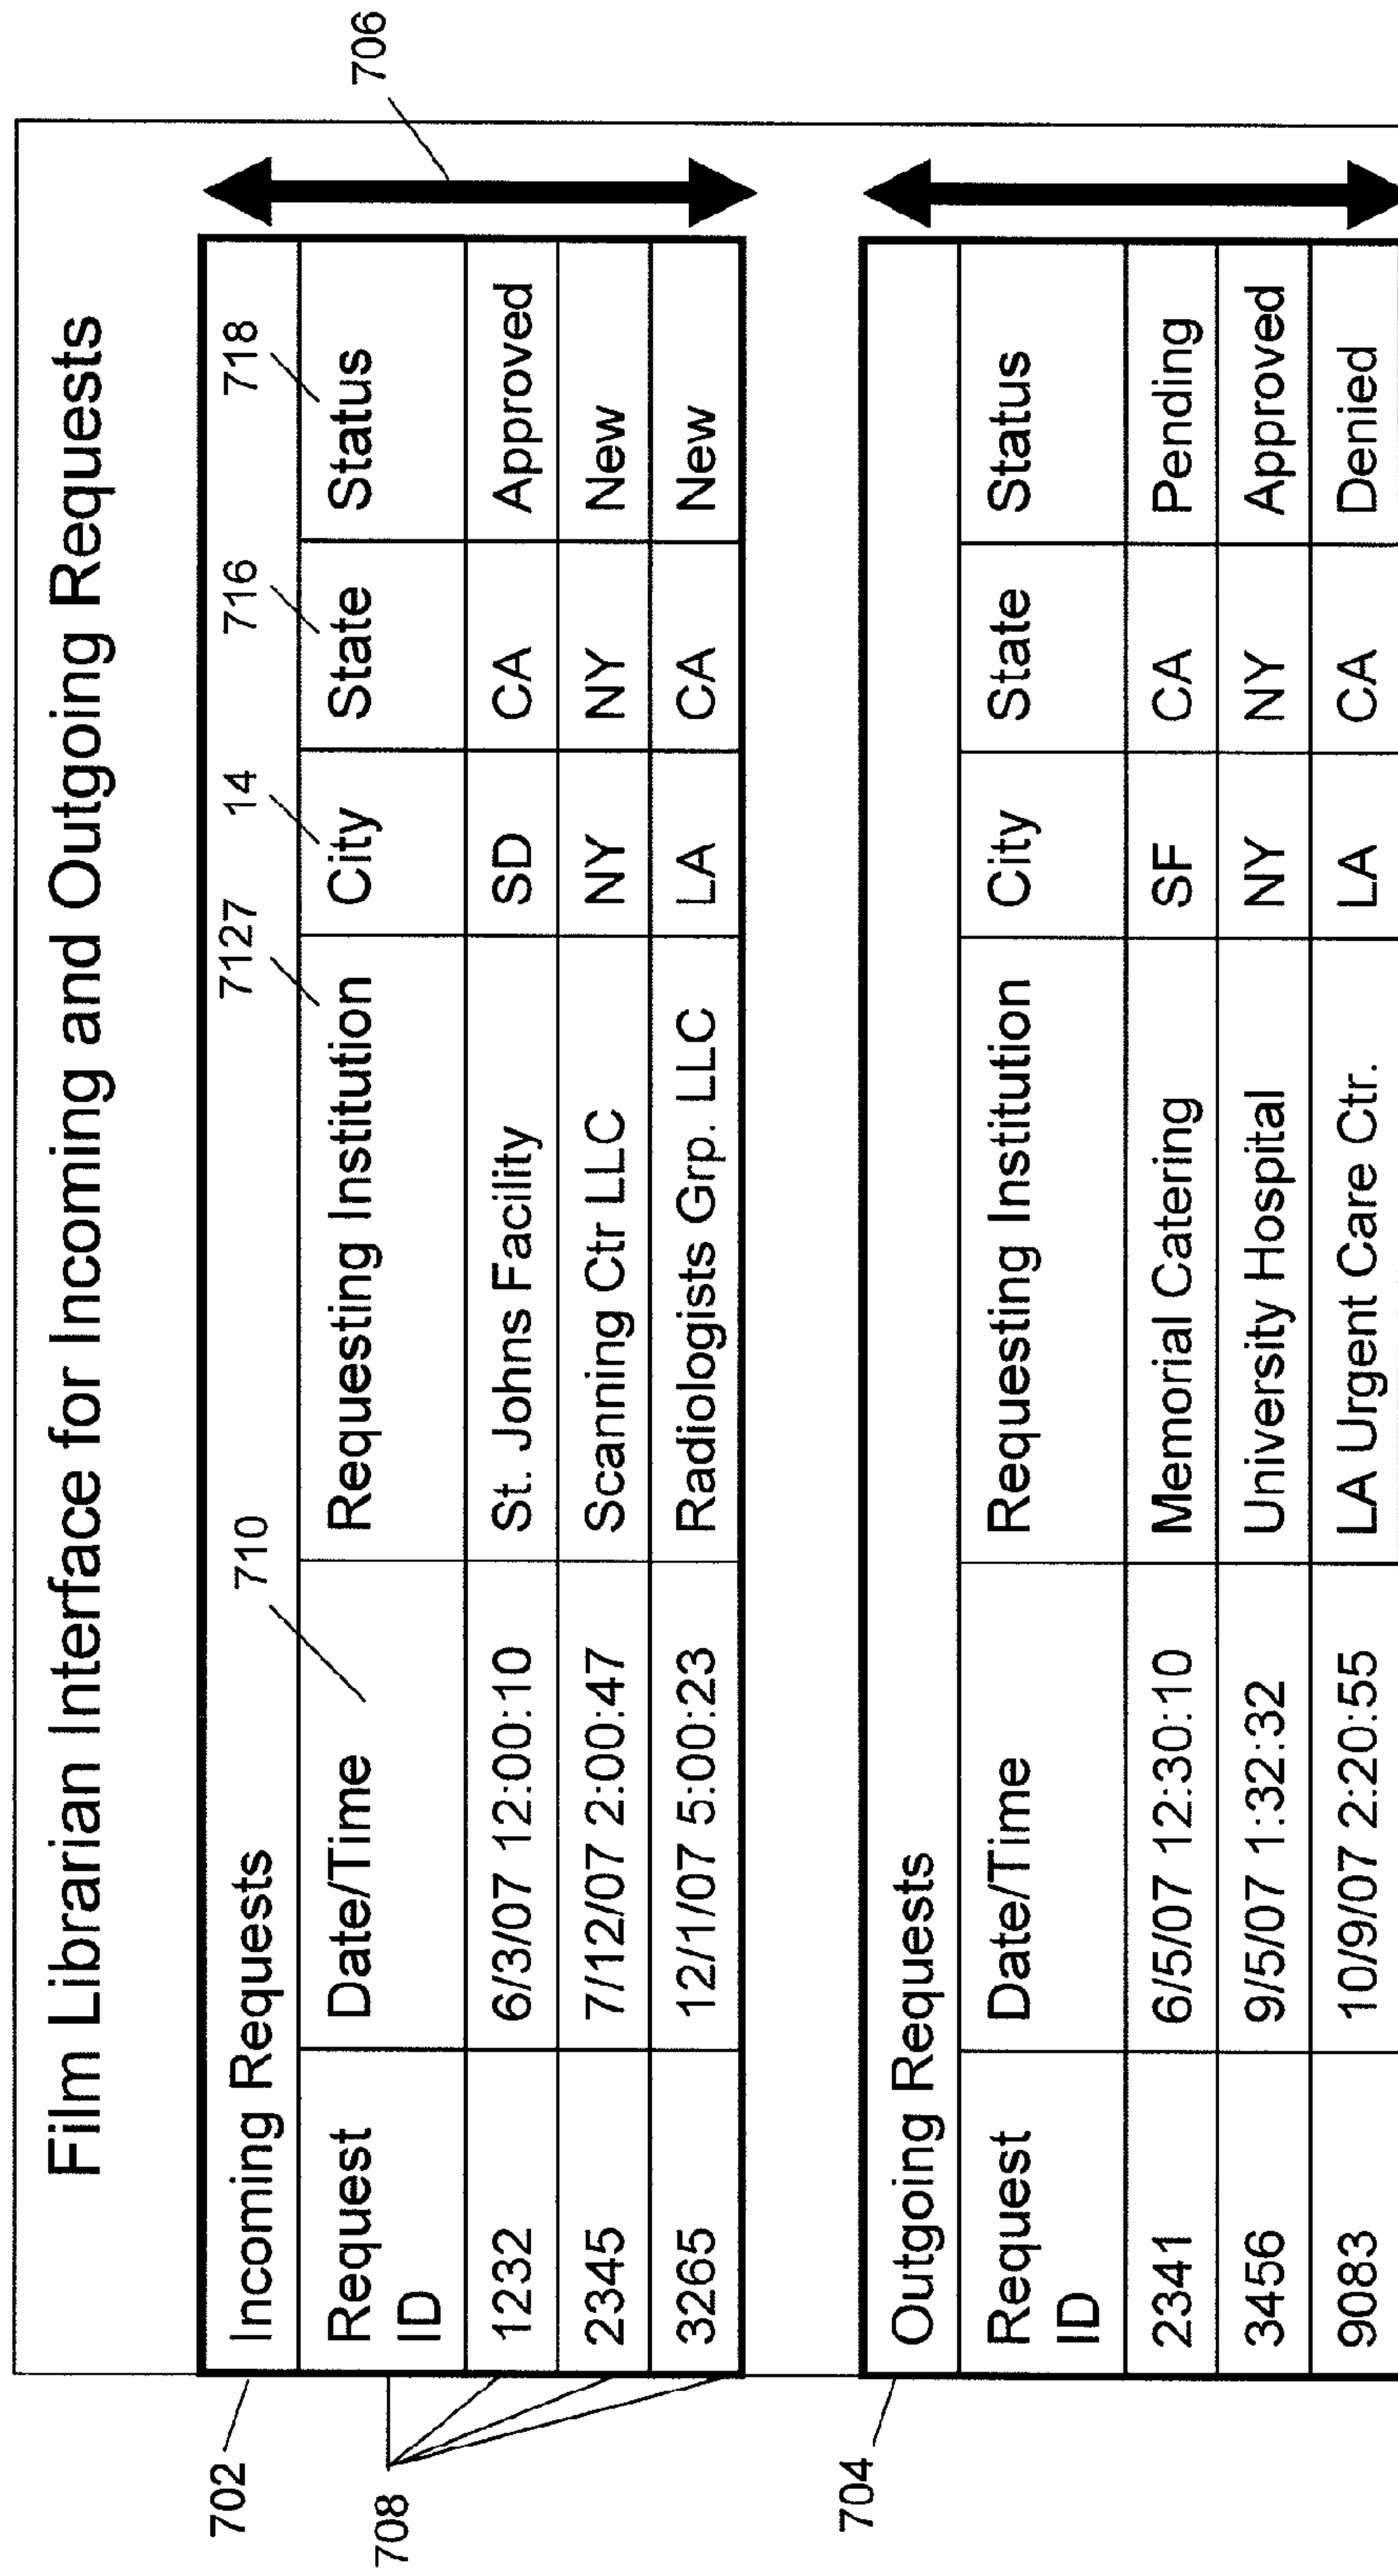 Film Librarian Interface for Incoming and Outgoing Requests
702
Incoming Requests 710 7127 14 716 718
706
708
Request ID Date/Time Requesting Institution City State Status
1232 6/3/07 12:00:10 St. Johns Facility SD CA Approved
2345 7/12/07 2:00:47 Scanning Ctr LLC NY NY New
3265 12/1/07 5:00:23 Radiologists Grp. LLC LA CA New
704
Outgoing Requests
Request ID Date/Time Requesting Institution City State Status
2341 6/5/07 12:30:10 Memorial Catering SF CA Pending
3456 9/5/07 1:32:32 University Hospital NY NY Approved
9083 10/9/07 2:20:55 LA Urgent Care Ctr. LA CA Denied